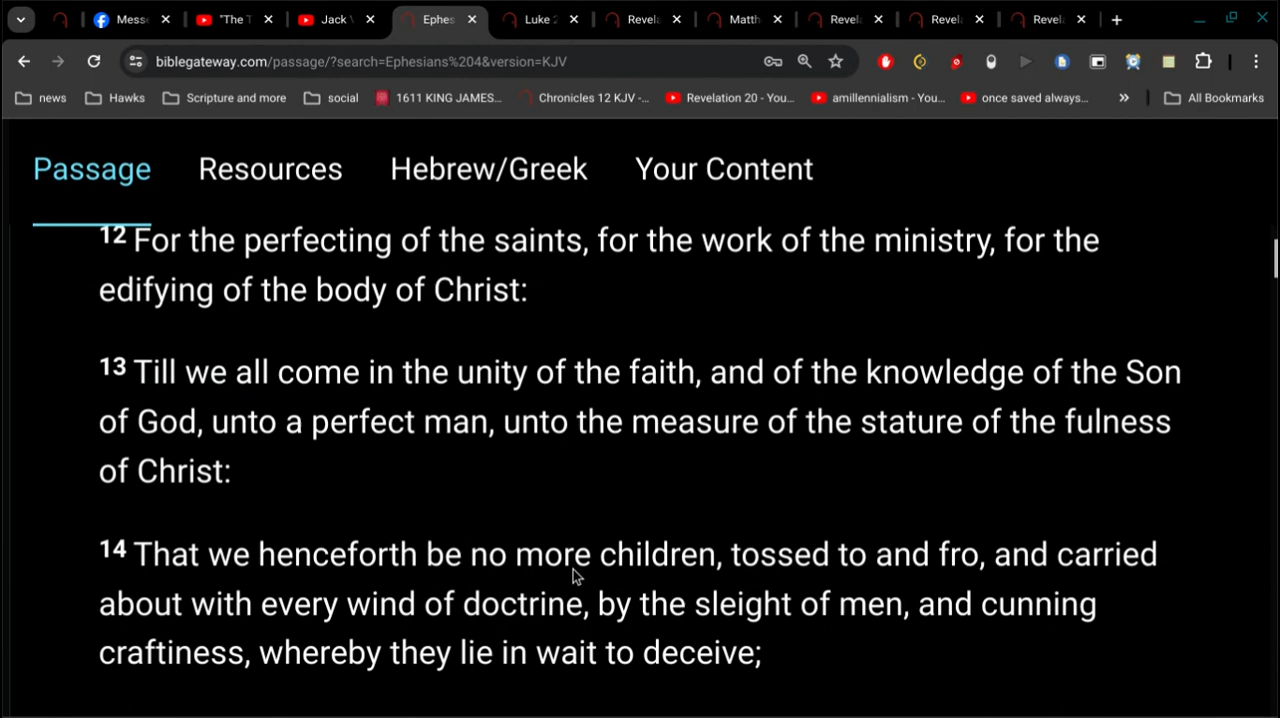 Messe
"The T
Jack \
Ephes
Luke 2
Revela
Matth
Revel
Revel
Revel
biblegateway.com/passage/?search=Ephesians%204&version=KJV
news
Hawks
Scripture and more
social
1611 KING JAMES...
Chronicles 12 KJV -...
Revelation 20 - You...
amillennialism - You...
once saved always...
»
All Bookmarks
Passage
Resources
Hebrew/Greek
Your Content
12 For the perfecting of the saints, for the work of the ministry, for the
edifying of the body of Christ:
13 Till we all come in the unity of the faith, and of the knowledge of the Son
of God, unto a perfect man, unto the measure of the stature of the fulness
of Christ:
14 That we henceforth be no more children, tossed to and fro, and carried
about with every wind of doctrine, by the sleight of men, and cunning
craftiness, whereby they lie in wait to deceive;